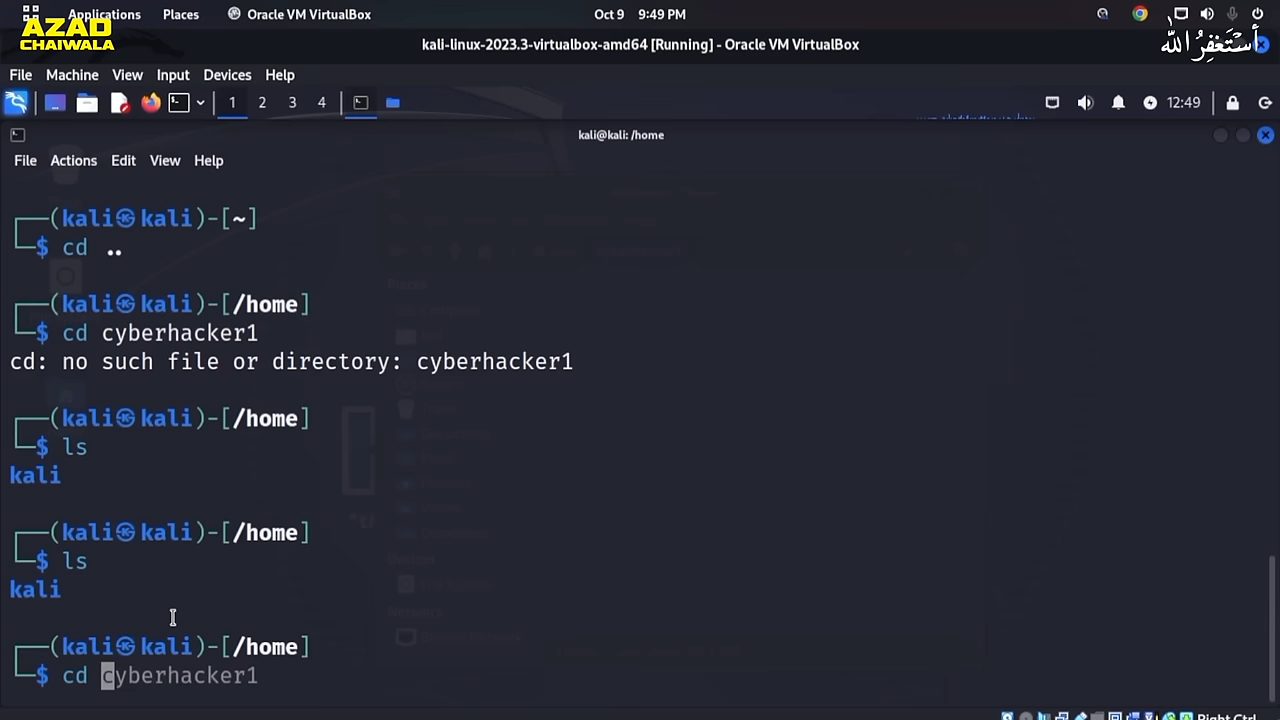 Applications Places Oracle VM VirtualBox Oct 9 9:49 PM
AZAD
CHAIWALA
أستغفر الله
kali-linux-2023.3-virtualbox-amd64 [Running] - Oracle VM VirtualBox
File Machine View Input Devices Help
1 2 3 4 12:49
kali@kali: /home
File Actions Edit View Help
┌──(kali㉿kali)-[~]
└─$ cd ..
┌──(kali㉿kali)-[/home]
└─$ cd cyberhacker1
cd: no such file or directory: cyberhacker1
┌──(kali㉿kali)-[/home]
└─$ ls
kali
┌──(kali㉿kali)-[/home]
└─$ ls
kali
┌──(kali㉿kali)-[/home]
└─$ cd cyberhacker1
Right Ctrl